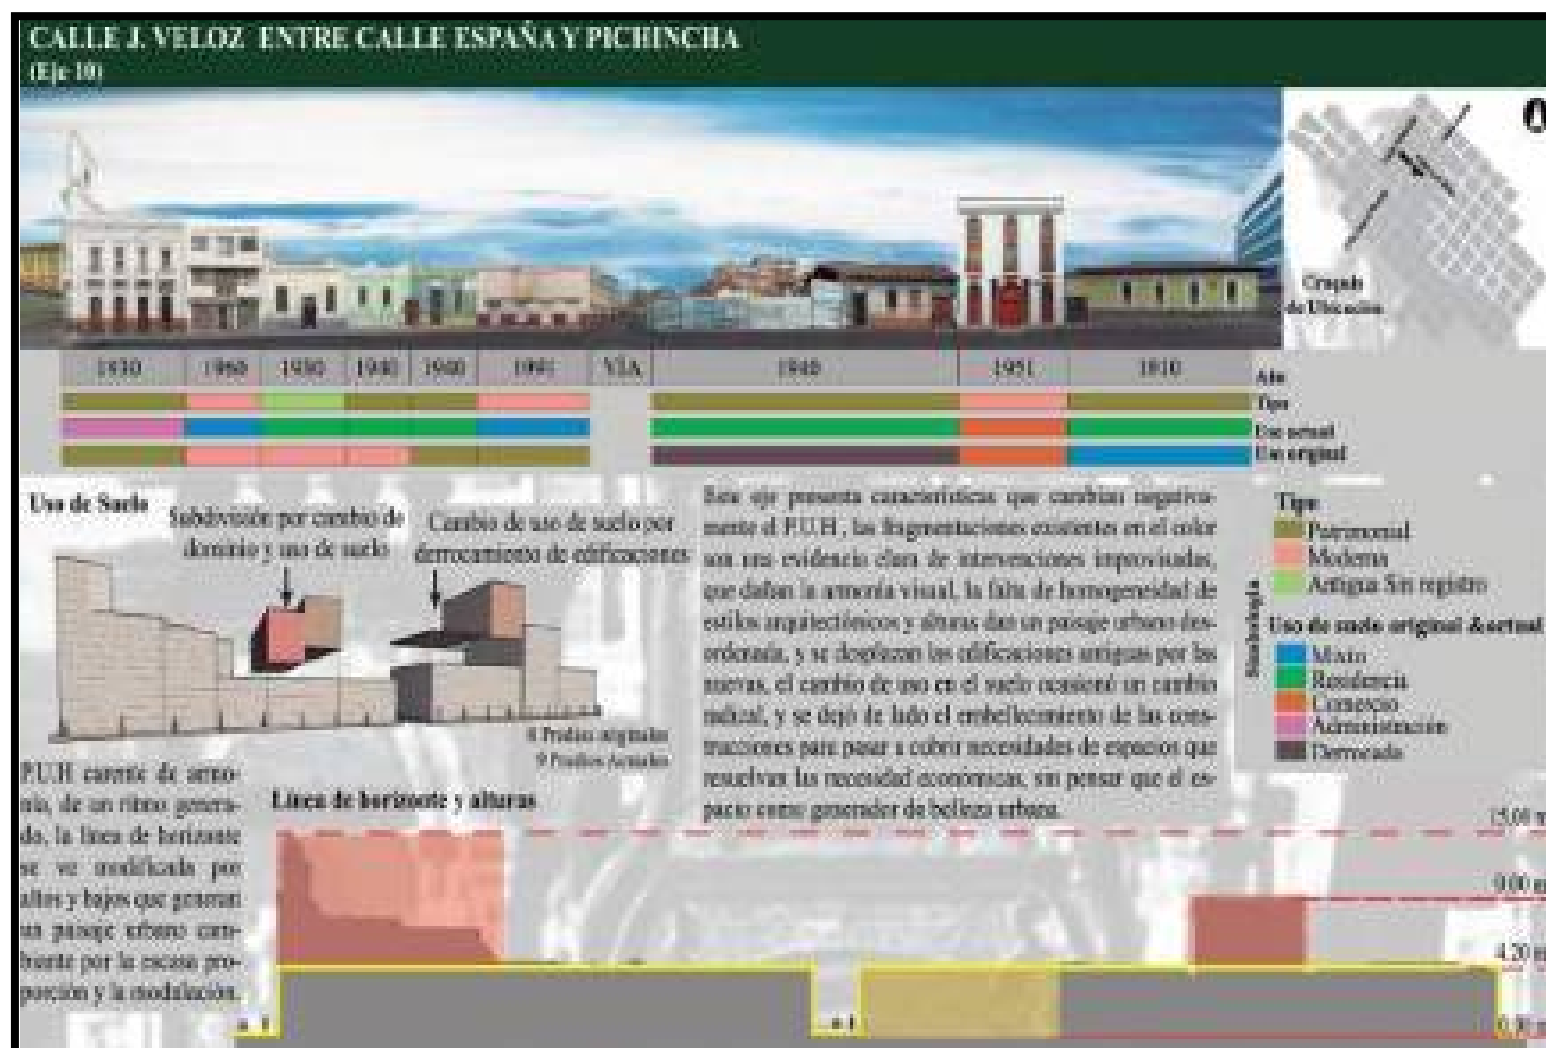 CALLE J. VELOZ ENTRE CALLE ESPAÑA Y PICHINCHA
(Eje 10)
Croquis
de Ubicación
1960 1940 VÍA 1940 1951 1910
Año
Tipo
Uso actual
Uso original
Uso de Suelo
Subdivisión por cambio de
dominio y uso de suelo
Cambio de uso de suelo por
derrocamiento de edificaciones
8 Predios originales
9 Predios Actuales
Este eje presenta características que cambian negativa-
mente el P.U.H, las fragmentaciones existentes en el color
son una evidencia clara de intervenciones improvisadas,
que dañan la armonía visual, la falta de homogeneidad de
estilos arquitectónicos y alturas dan un paisaje urbano des-
ordenado, y se desplazan las edificaciones antiguas por las
nuevas, el cambio de uso en el suelo ocasionó un cambio
radical, y se dejó de lado el embellecimiento de las cons-
trucciones para pasar a cubrir necesidades de espacios que
resuelvan las necesidad económicas, sin pensar que el es-
pacio como generador de belleza urbana.
Simbología
Tipo
Patrimonial
Moderna
Antigua Sin registro
Uso de suelo original &actual
Mixto
Residencia
Comercio
Administración
Derrocada
P.U.H carente de armo-
nía, de un ritmo genera-
do, la línea de horizonte
se ve modificada por
altos y bajos que generan
un paisaje urbano cam-
biante por la escasa pro-
porción y la modulación.
Línea de horizonte y alturas
15.00 m
9.00 m
4.20 m
0.00 m